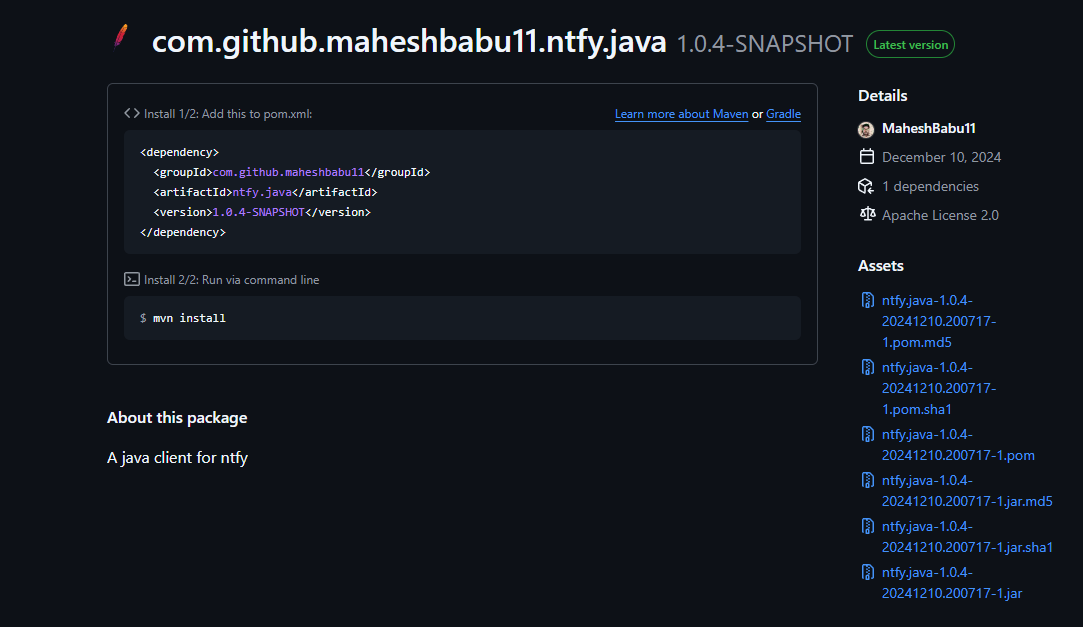 com.github.maheshbabu11.ntfy.java 1.0.4-SNAPSHOT Latest version
<> Install 1/2: Add this to pom.xml: Learn more about Maven or Gradle
<dependency>
  <groupId>com.github.maheshbabu11</groupId>
  <artifactId>ntfy.java</artifactId>
  <version>1.0.4-SNAPSHOT</version>
</dependency>
Install 2/2: Run via command line
$ mvn install
About this package
A java client for ntfy
Details
MaheshBabu11
December 10, 2024
1 dependencies
Apache License 2.0
Assets
ntfy.java-1.0.4-
20241210.200717-
1.pom.md5
ntfy.java-1.0.4-
20241210.200717-
1.pom.sha1
ntfy.java-1.0.4-
20241210.200717-1.pom
ntfy.java-1.0.4-
20241210.200717-1.jar.md5
ntfy.java-1.0.4-
20241210.200717-1.jar.sha1
ntfy.java-1.0.4-
20241210.200717-1.jar